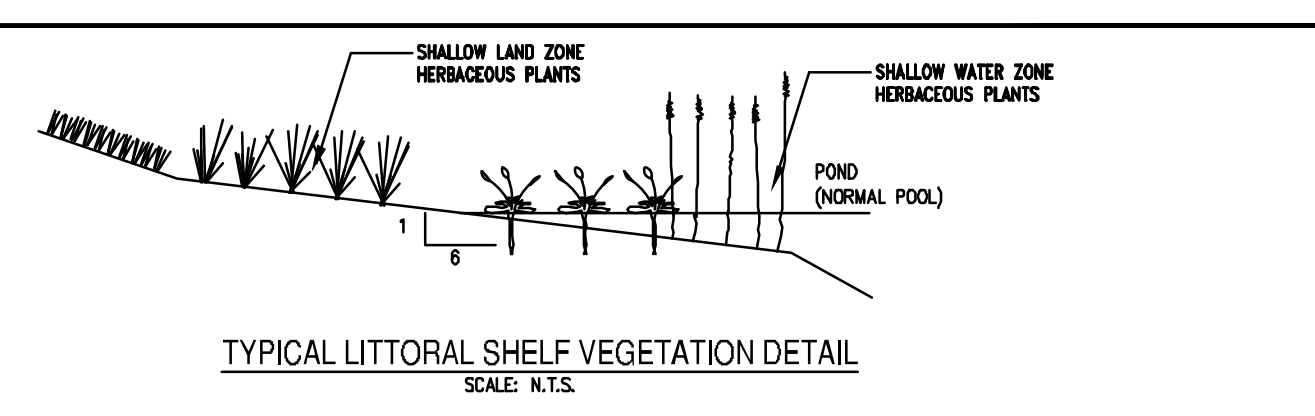 SHALLOW LAND ZONE
HERBACEOUS PLANTS
SHALLOW WATER ZONE
HERBACEOUS PLANTS
POND
(NORMAL POOL)
1
6
TYPICAL LITTORAL SHELF VEGETATION DETAIL
SCALE: N.T.S.